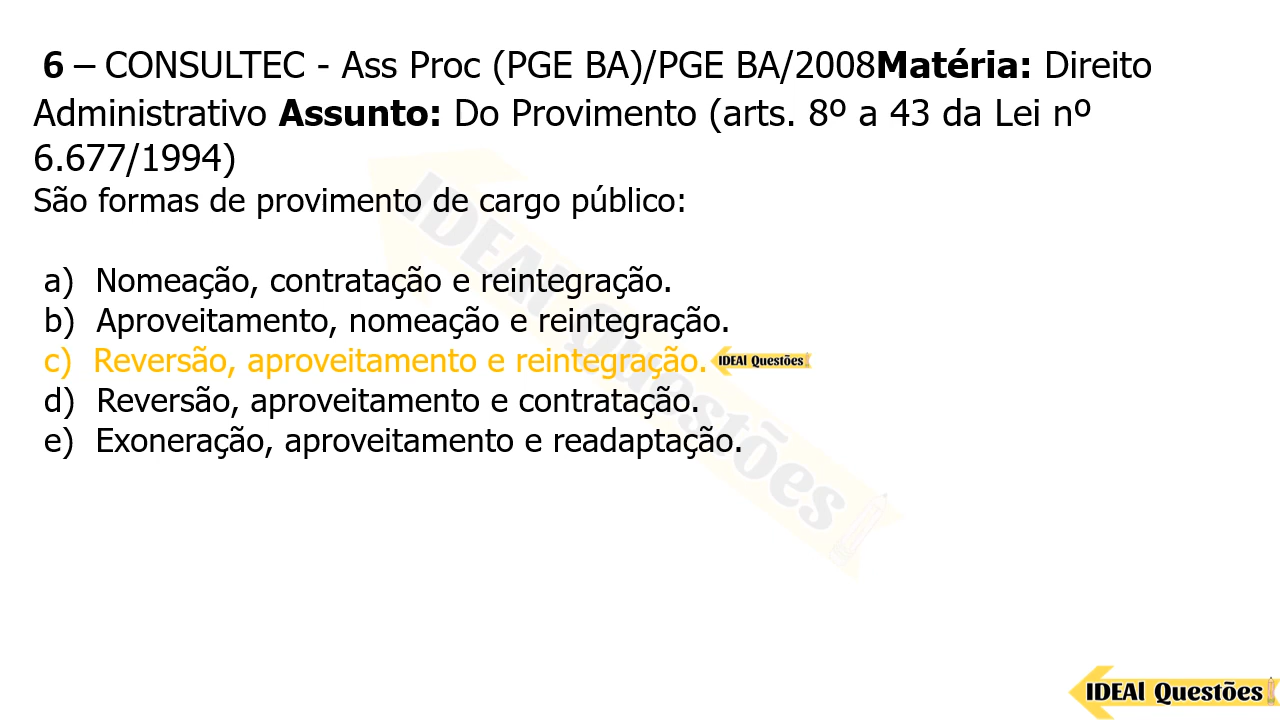 6 – CONSULTEC - Ass Proc (PGE BA)/PGE BA/2008Matéria: Direito
Administrativo Assunto: Do Provimento (arts. 8º a 43 da Lei nº
6.677/1994)
São formas de provimento de cargo público:
a) Nomeação, contratação e reintegração.
b) Aproveitamento, nomeação e reintegração.
c) Reversão, aproveitamento e reintegração. IDEAl Questões
d) Reversão, aproveitamento e contratação.
e) Exoneração, aproveitamento e readaptação.
IDEAl Questões
IDEAl Questões